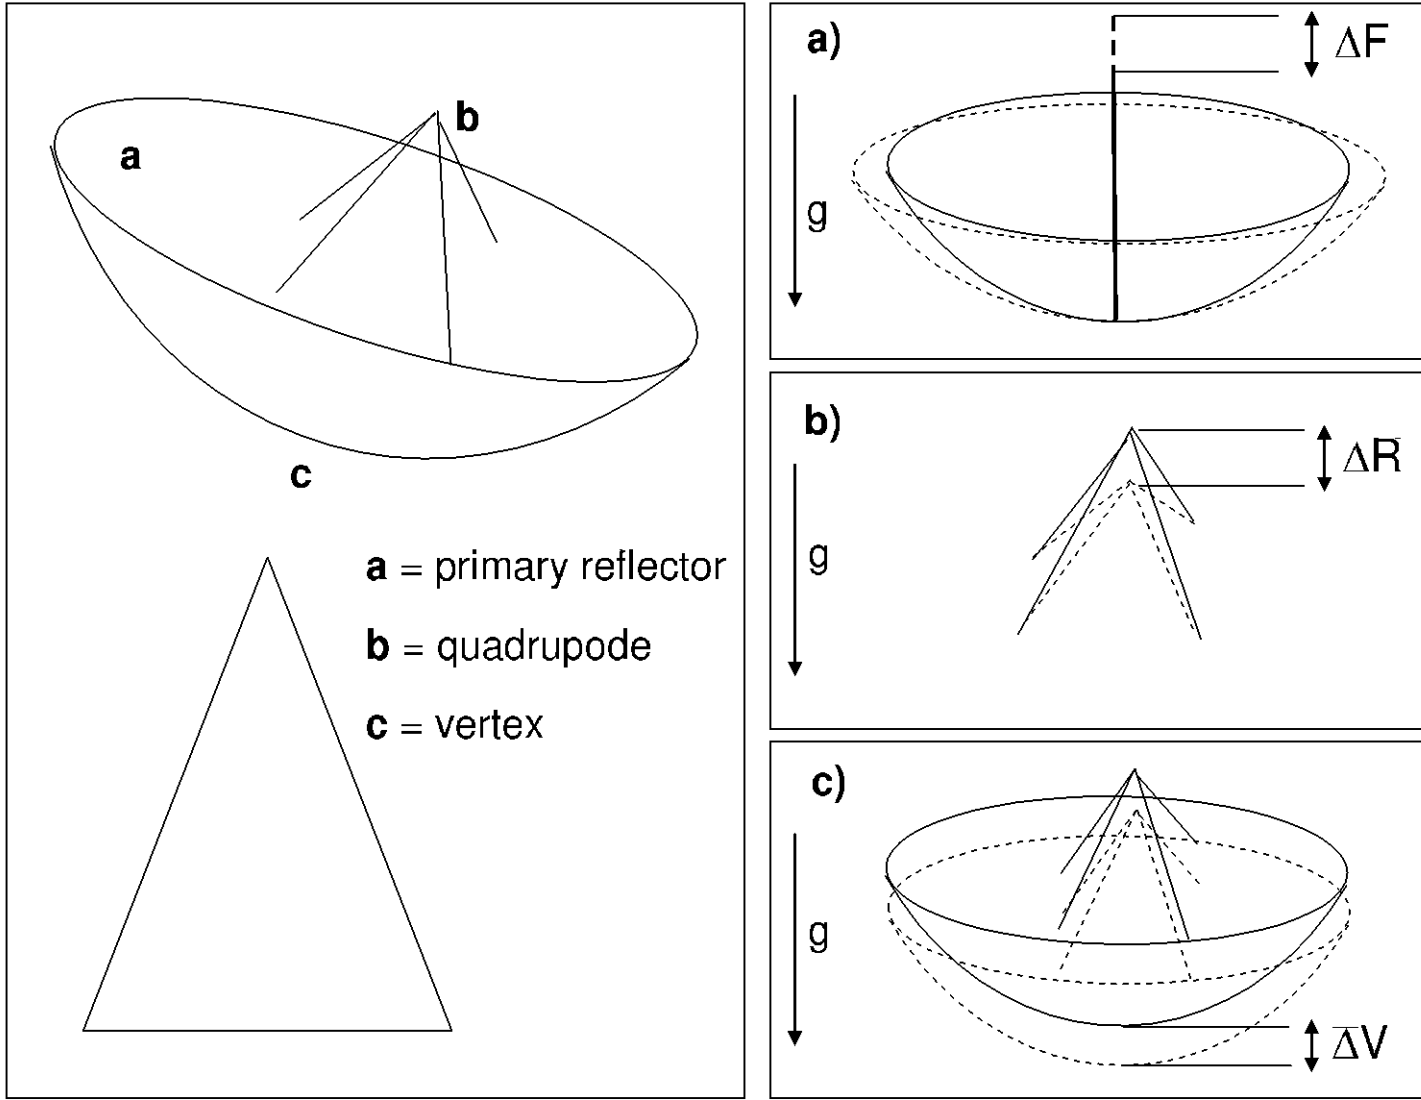 a
b
c
a = primary reflector
b = quadrupode
c = vertex
a)
ΔF
g
b)
ΔR
g
c)
g
ΔV